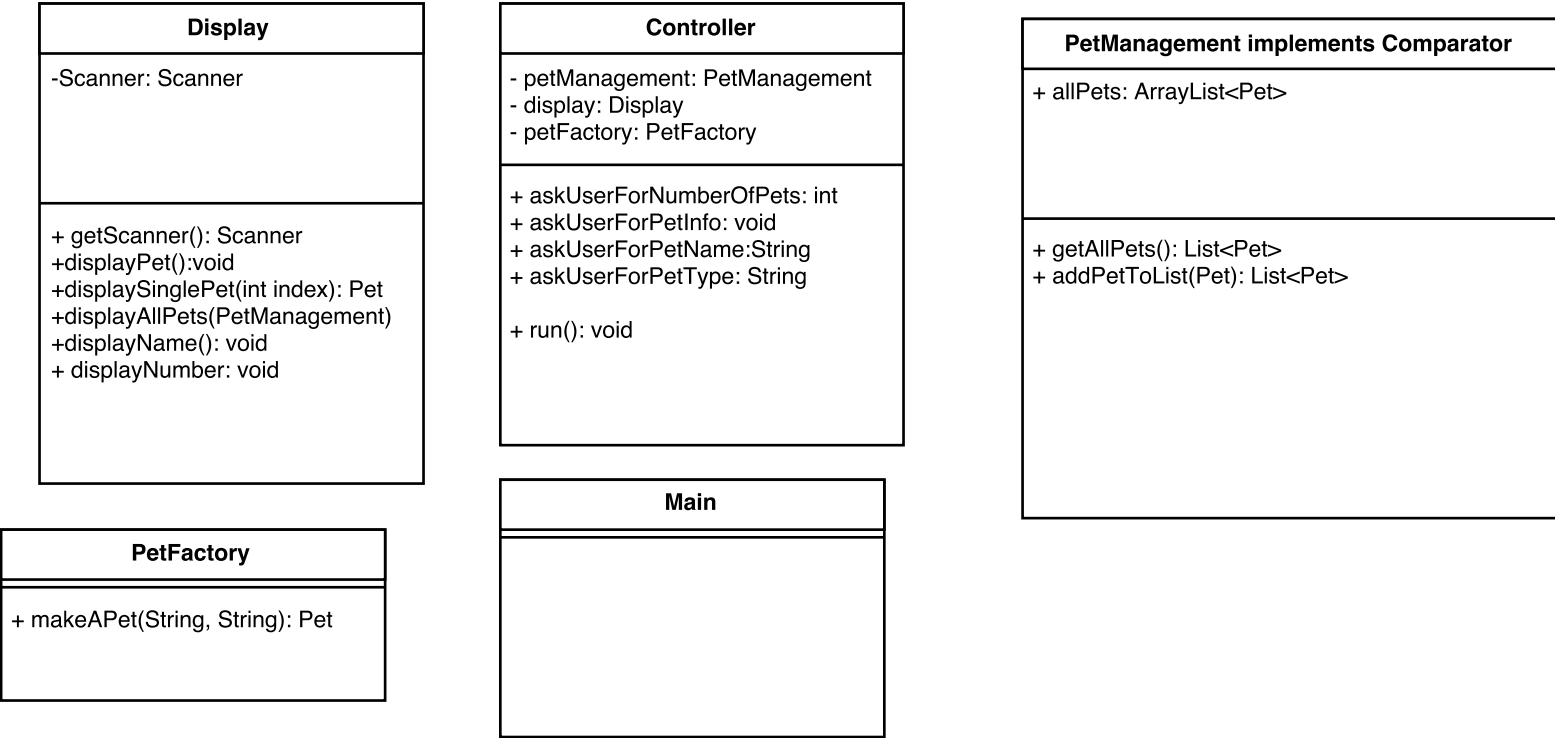 Display
-Scanner: Scanner
+ getScanner(): Scanner
+displayPet():void
+displaySinglePet(int index): Pet
+displayAllPets(PetManagement)
+displayName(): void
+ displayNumber: void
Controller
- petManagement: PetManagement
- display: Display
- petFactory: PetFactory
+ askUserForNumberOfPets: int
+ askUserForPetInfo: void
+ askUserForPetName:String
+ askUserForPetType: String
+ run(): void
PetManagement implements Comparator
+ allPets: ArrayList<Pet>
+ getAllPets(): List<Pet>
+ addPetToList(Pet): List<Pet>
PetFactory
+ makeAPet(String, String): Pet
Main